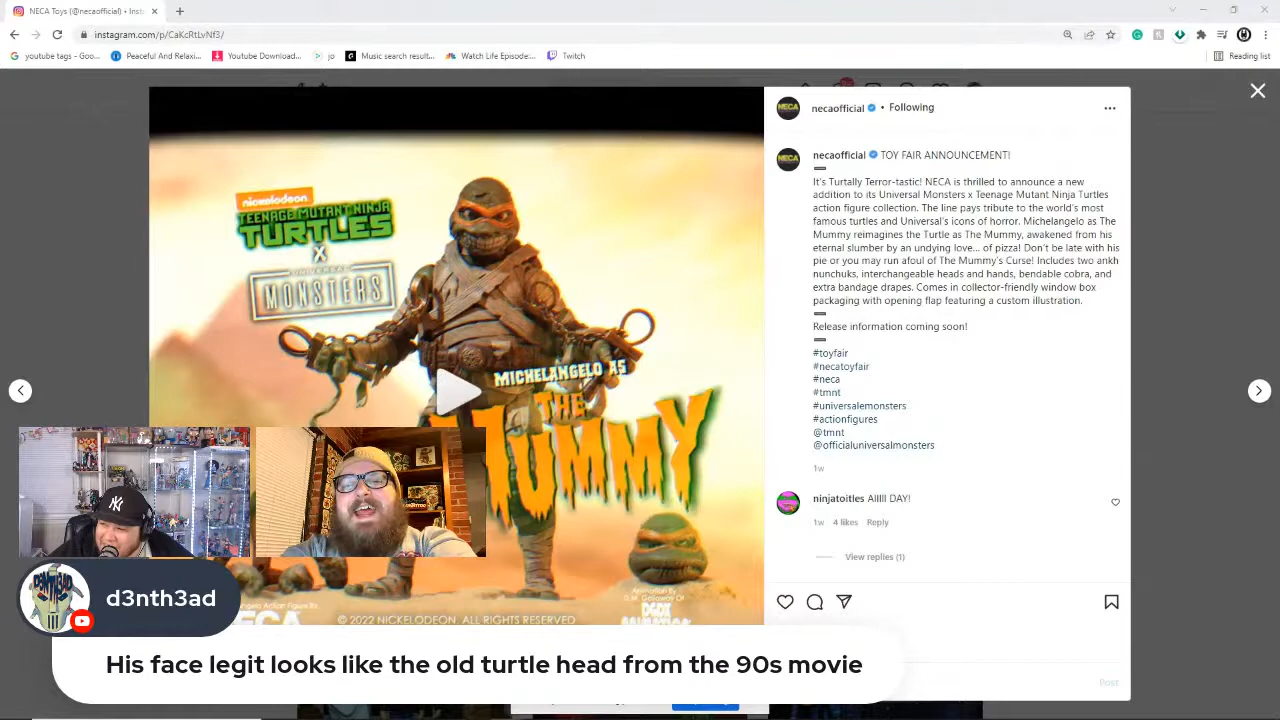 NECA Toys (@necaofficial) • Inst
instagram.com/p/CaKcRtLvNf3/
youtube tags - Goo...
Peaceful And Relaxi...
Youtube Download...
jo
Music search result...
Watch Life Episode:...
Twitch
Reading list
necaofficial • Following
necaofficial TOY FAIR ANNOUNCEMENT!
It's Turtally Terror-tastic! NECA is thrilled to announce a new
addition to its Universal Monsters x Teenage Mutant Ninja Turtles
action figure collection. The line pays tribute to the world's most
famous turtles and Universal's icons of horror. Michelangelo as The
Mummy reimagines the Turtle as The Mummy, awakened from his
eternal slumber by an undying love... of pizza! Don't be late with his
pie or you may run afoul of The Mummy's Curse! Includes two ankh
nunchuks, interchangeable heads and hands, bendable cobra, and
extra bandage drapes. Comes in collector-friendly window box
packaging with opening flap featuring a custom illustration.
Release information coming soon!
#toyfair
#necatoyfair
#neca
#tmnt
#universalemonsters
#actionfigures
@tmnt
@officialuniversalmonsters
1w
ninjatoitles AIIIII DAY!
1w 4 likes Reply
View replies (1)
Post
nickelodeon
TEENAGE MUTANT NINJA
TURTLES
X
UNIVERSAL
MONSTERS
MICHELANGELO AS
THE
MUMMY
NECA
© 2022 NICKELODEON. ALL RIGHTS RESERVED
d3nth3ad
His face legit looks like the old turtle head from the 90s movie